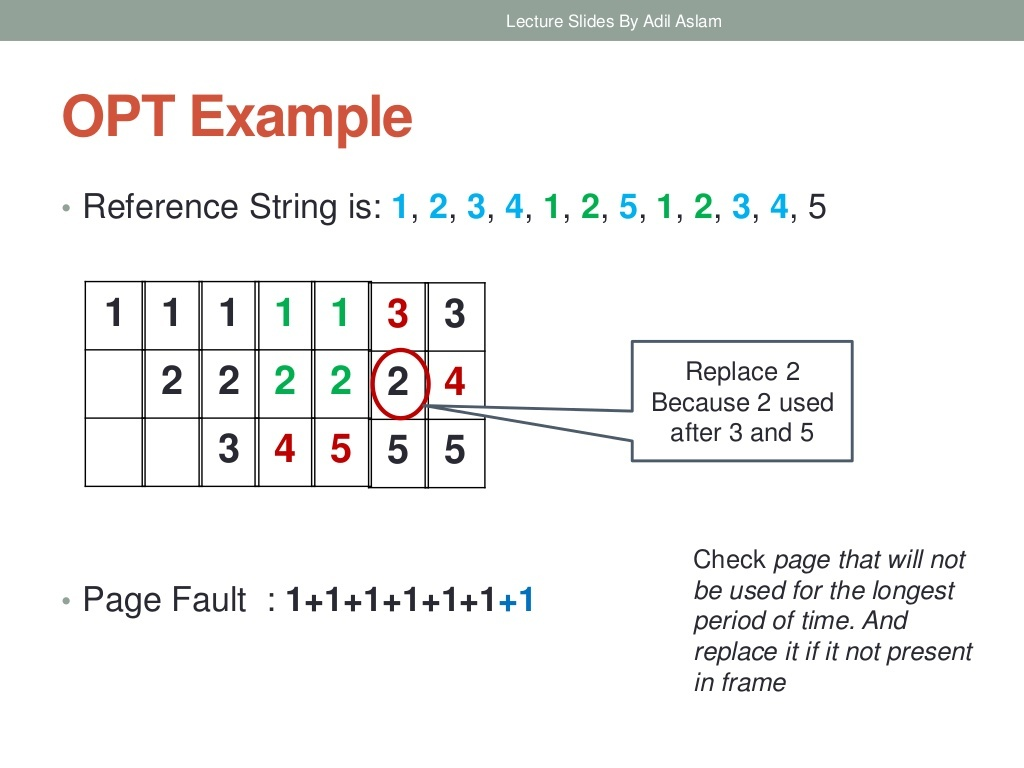 Lecture Slides By Adil Aslam
OPT Example
• Reference String is: 1, 2, 3, 4, 1, 2, 5, 1, 2, 3, 4, 5
1 1 1 1 1 3 3
2 2 2 2 2 4
3 4 5 5 5
Replace 2
Because 2 used
after 3 and 5
• Page Fault : 1+1+1+1+1+1+1
Check page that will not
be used for the longest
period of time. And
replace it if it not present
in frame